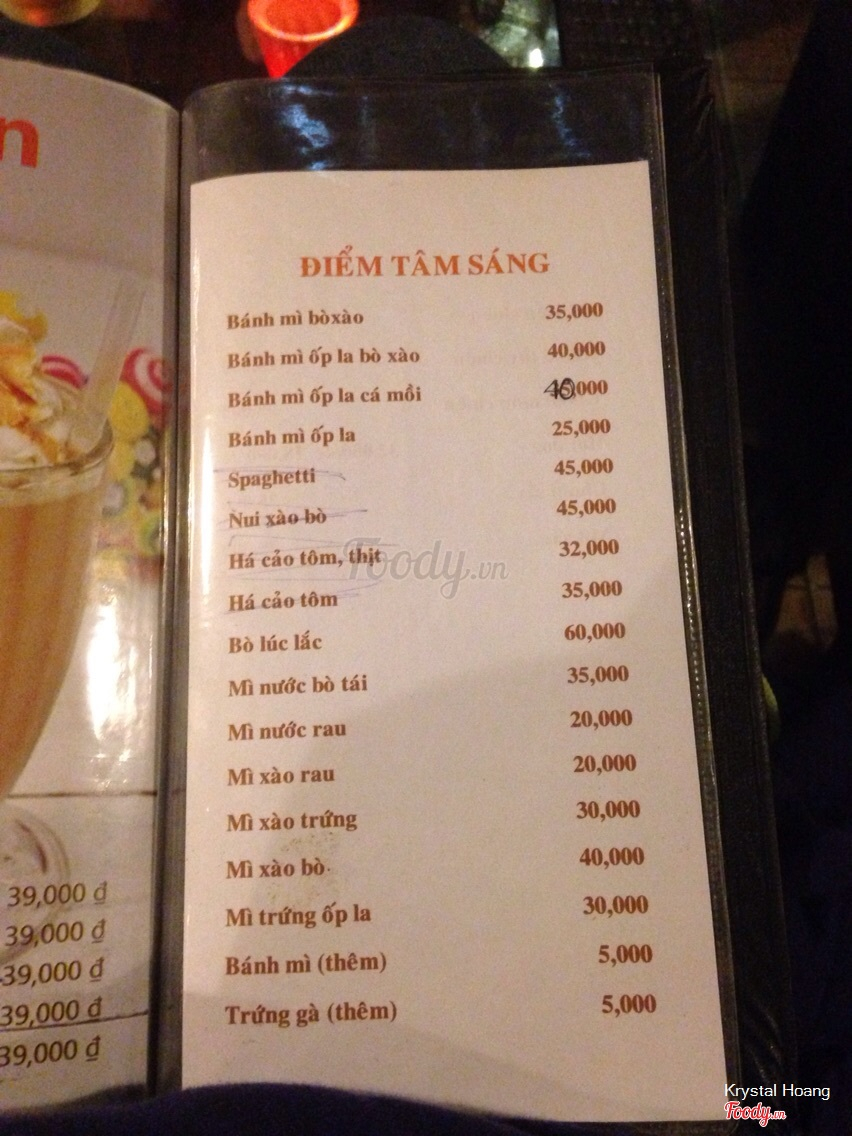 n
ĐIỂM TÂM SÁNG
Bánh mì bòxào 35,000
Bánh mì ốp la bò xào 40,000
Bánh mì ốp la cá mồi 40,000
Bánh mì ốp la 25,000
Spaghetti 45,000
Nui xào bò 45,000
Há cảo tôm, thịt 32,000
Há cảo tôm 35,000
Bò lúc lắc 60,000
Mì nước bò tái 35,000
Mì nước rau 20,000
Mì xào rau 20,000
Mì xào trứng 30,000
Mì xào bò 40,000
Mì trứng ốp la 30,000
Bánh mì (thêm) 5,000
Trứng gà (thêm) 5,000
39,000 ₫
39,000 ₫
39,000 ₫
39,000 ₫
39,000 ₫
Foody.vn
Krystal Hoang
Foody.vn